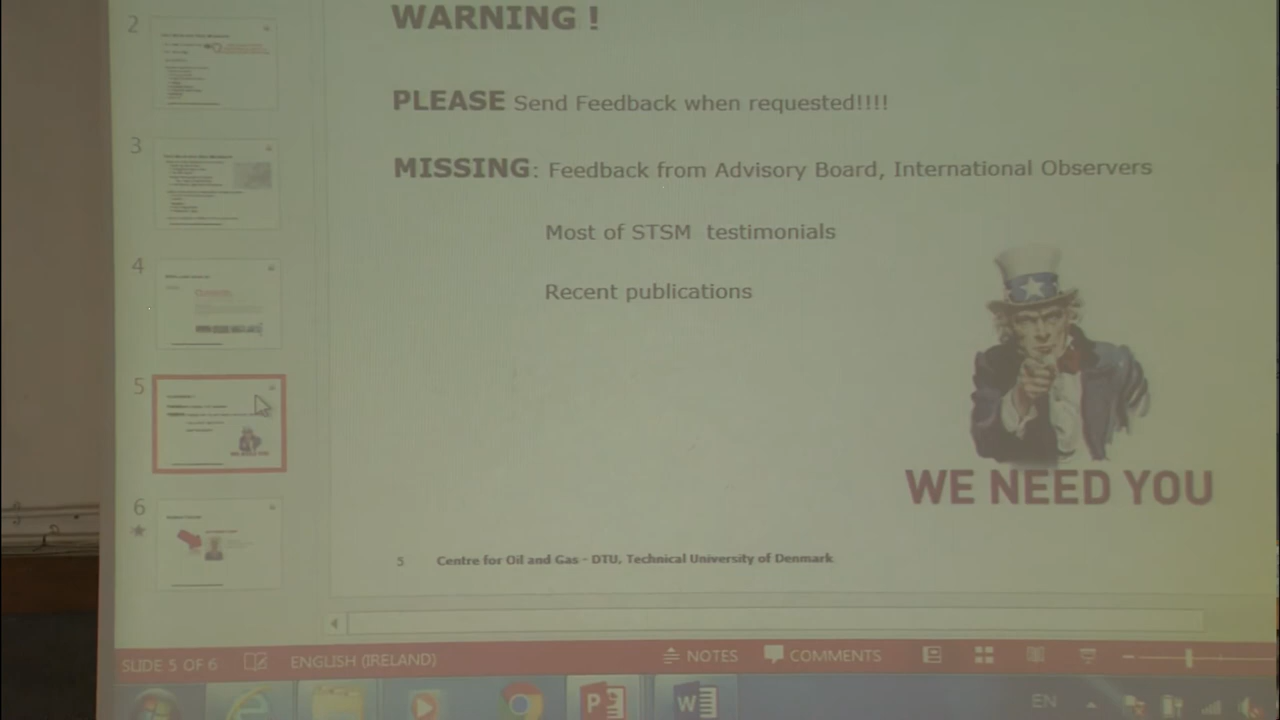 WARNING !
PLEASE Send Feedback when requested!!!!
MISSING: Feedback from Advisory Board, International Observers
Most of STSM testimonials
Recent publications
WE NEED YOU
5 Centre for Oil and Gas - DTU, Technical University of Denmark
2
3
4
5
6
SLIDE 5 OF 6 ENGLISH (IRELAND) NOTES COMMENTS
EN